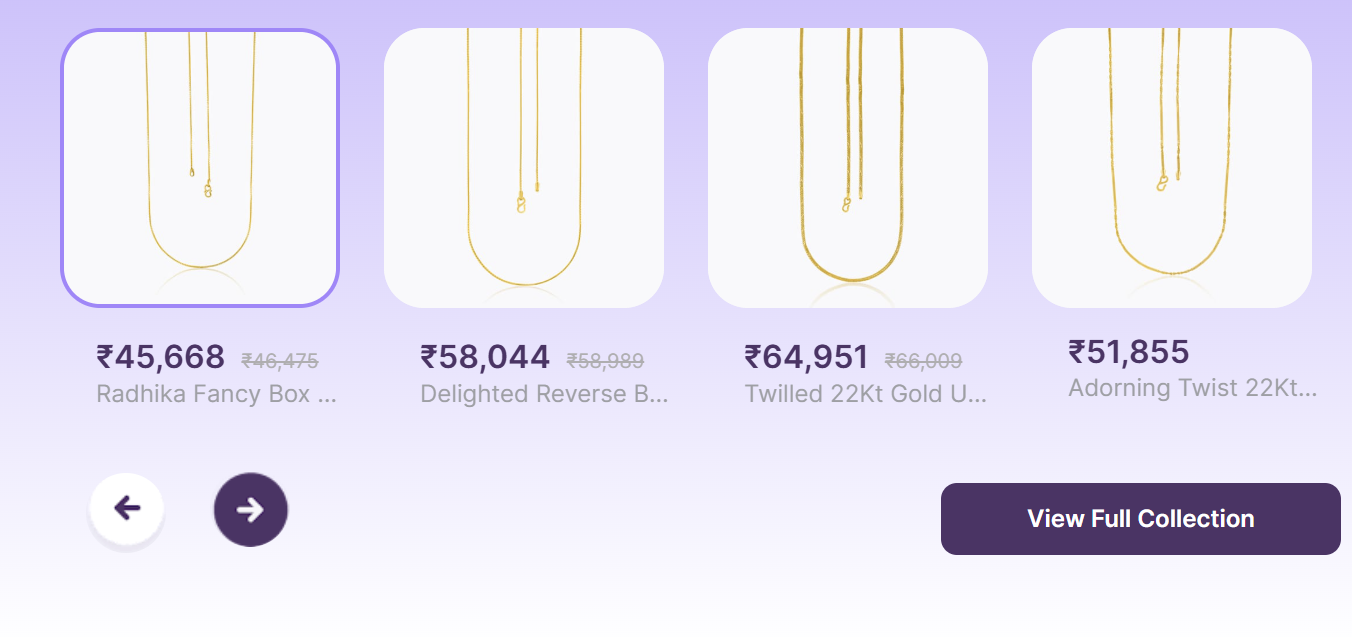 ₹45,668 ₹46,475
Radhika Fancy Box ...
₹58,044 ₹58,989
Delighted Reverse B...
₹64,951 ₹66,009
Twilled 22Kt Gold U...
₹51,855
Adorning Twist 22Kt...
View Full Collection